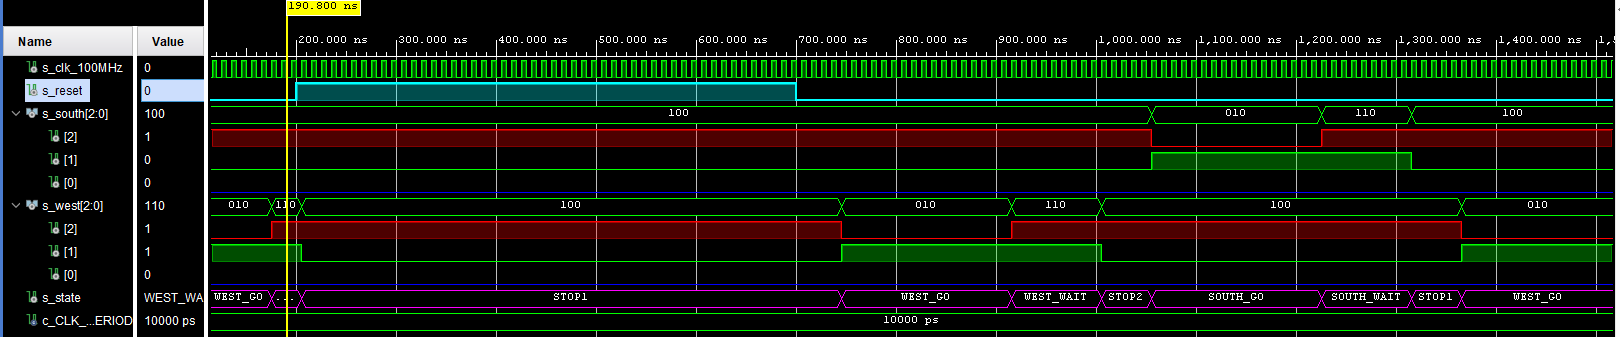 190.800 ns
Name Value 200.000 ns 300.000 ns 400.000 ns 500.000 ns 600.000 ns 700.000 ns 800.000 ns 900.000 ns 1,000.000 ns 1,100.000 ns 1,200.000 ns 1,300.000 ns 1,400.000 ns 1,5
s_clk_100MHz 0
s_reset 0
s_south[2:0] 100 100 010 110 100
[2] 1
[1] 0
[0] 0
s_west[2:0] 110 010 110 100 010 110 100 010
[2] 1
[1] 1
[0] 0
s_state WEST_WA WEST_GO ... STOP1 WEST_GO WEST_WAIT STOP2 SOUTH_GO SOUTH_WAIT STOP1 WEST_GO
c_CLK_...ERIOD 10000 ps 10000 ps